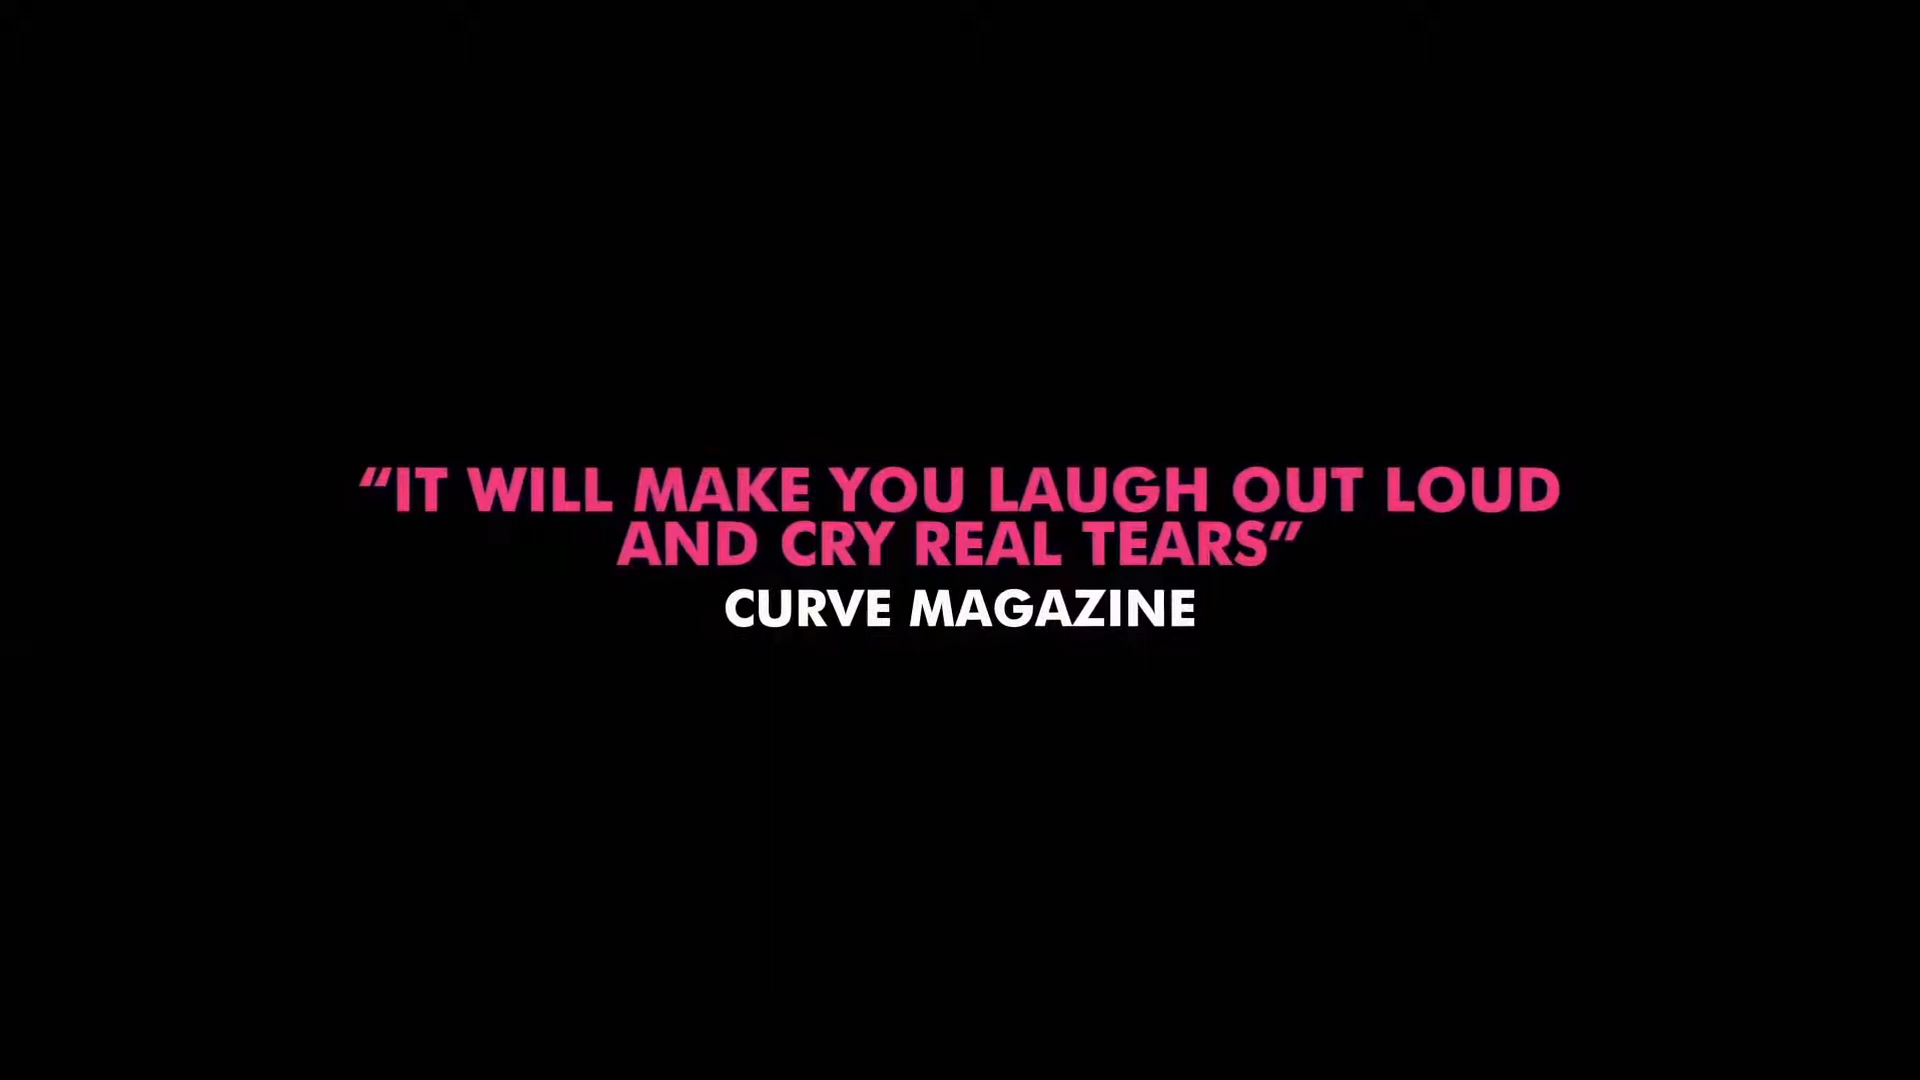 “IT WILL MAKE YOU LAUGH OUT LOUD
AND CRY REAL TEARS”
CURVE MAGAZINE